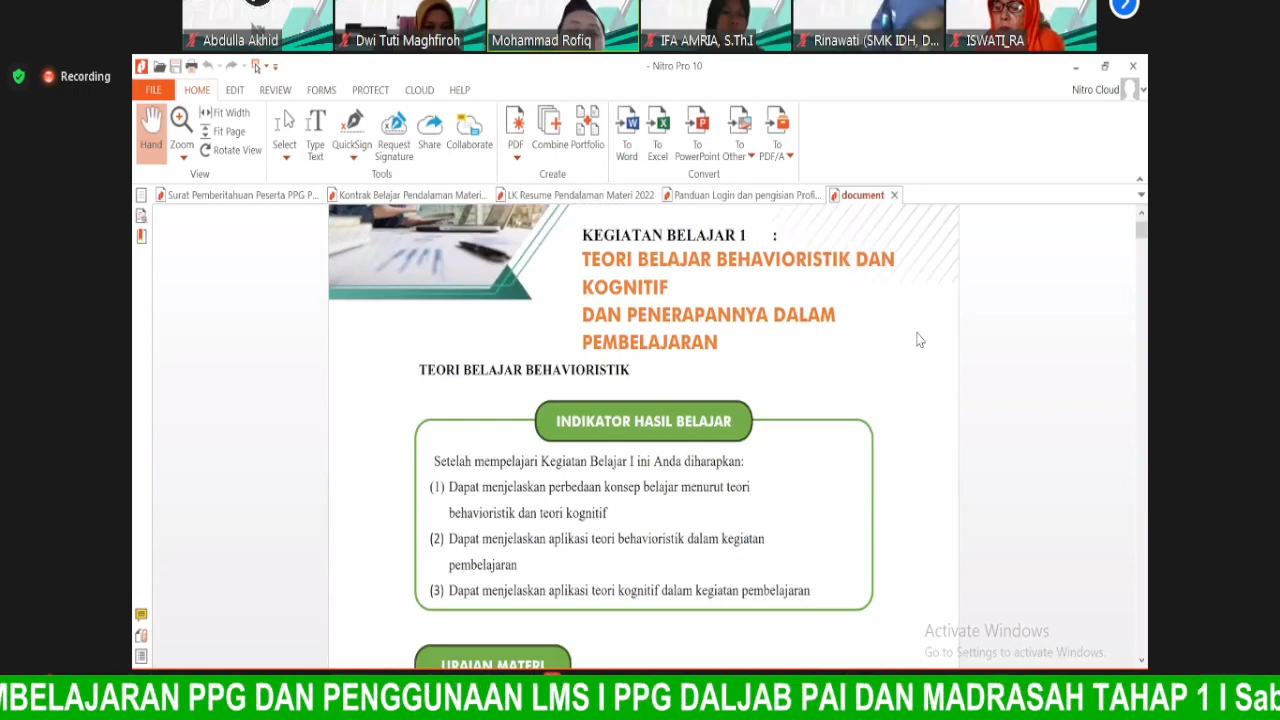 Abdulla Akhid
Dwi Tuti Maghfiroh
Mohammad Rofiq
IFA AMRIA, S.Th.I
Rinawati (SMK IDH, D...
ISWATI_RA
Recording
- Nitro Pro 10
FILE HOME EDIT REVIEW FORMS PROTECT CLOUD HELP
Nitro Cloud
Hand
Zoom
Fit Width
Fit Page
Rotate View
View
Select
Type Text
QuickSign
Request Signature
Share
Collaborate
Tools
PDF
Combine
Portfolio
Create
To Word
To Excel
To PowerPoint
To Other
To PDF/A
Convert
Surat Pemberitahuan Peserta PPG P...
Kontrak Belajar Pendalaman Materi...
LK Resume Pendalaman Materi 2022
Panduan Login dan pengisian Profi...
document
KEGIATAN BELAJAR 1 :
TEORI BELAJAR BEHAVIORISTIK DAN
KOGNITIF
DAN PENERAPANNYA DALAM
PEMBELAJARAN
TEORI BELAJAR BEHAVIORISTIK
INDIKATOR HASIL BELAJAR
Setelah mempelajari Kegiatan Belajar I ini Anda diharapkan:
(1) Dapat menjelaskan perbedaan konsep belajar menurut teori
behavioristik dan teori kognitif
(2) Dapat menjelaskan aplikasi teori behavioristik dalam kegiatan
pembelajaran
(3) Dapat menjelaskan aplikasi teori kognitif dalam kegiatan pembelajaran
URAIAN MATERI
Activate Windows
Go to Settings to activate Windows.
MBELAJARAN PPG DAN PENGGUNAAN LMS I PPG DALJAB PAI DAN MADRASAH TAHAP 1 I Sab